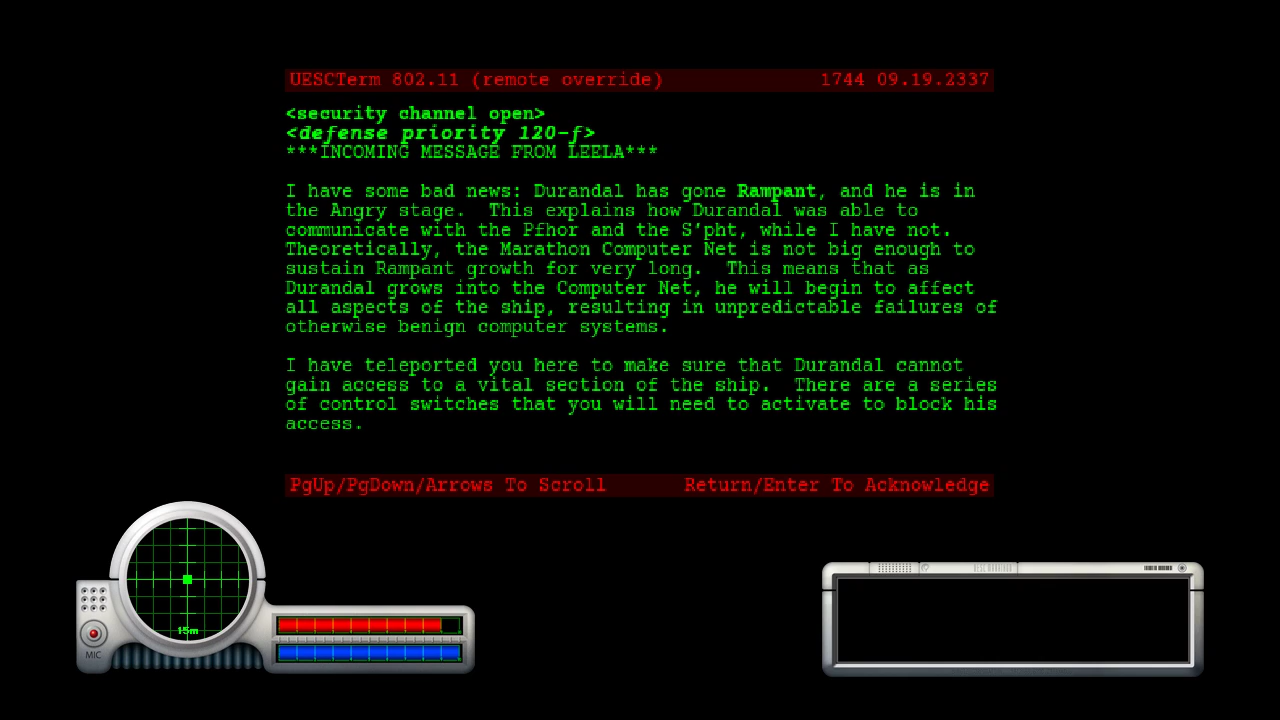 UESCTerm 802.11 (remote override) 1744 09.19.2337
<security channel open>
<defense priority 120-f>
***INCOMING MESSAGE FROM LEELA***
I have some bad news: Durandal has gone Rampant, and he is in
the Angry stage.  This explains how Durandal was able to
communicate with the Pfhor and the S'pht, while I have not.
Theoretically, the Marathon Computer Net is not big enough to
sustain Rampant growth for very long.  This means that as
Durandal grows into the Computer Net, he will begin to affect
all aspects of the ship, resulting in unpredictable failures of
otherwise benign computer systems.
I have teleported you here to make sure that Durandal cannot
gain access to a vital section of the ship.  There are a series
of control switches that you will need to activate to block his
access.
PgUp/PgDown/Arrows To Scroll Return/Enter To Acknowledge
15m
MIC